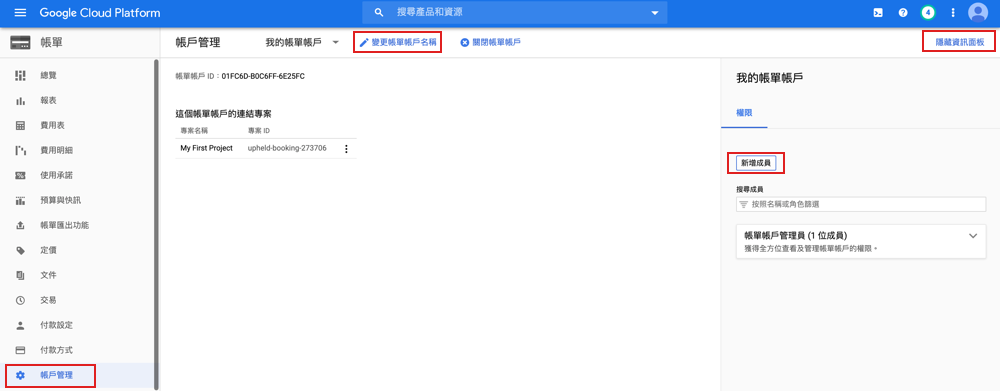 Google Cloud Platform
搜尋產品和資源
4
帳單
帳戶管理
我的帳單帳戶
變更帳單帳戶名稱
關閉帳單帳戶
隱藏資訊面板
總覽
報表
費用表
費用明細
使用承諾
預算與快訊
帳單匯出功能
定價
文件
交易
付款設定
付款方式
帳戶管理
帳單帳戶 ID：01FC6D-B0C6FF-6E25FC
這個帳單帳戶的連結專案
專案名稱 專案 ID
My First Project upheld-booking-273706
我的帳單帳戶
權限
新增成員
搜尋成員
按照名稱或角色篩選
帳單帳戶管理員 (1 位成員)
獲得全方位查看及管理帳單帳戶的權限。